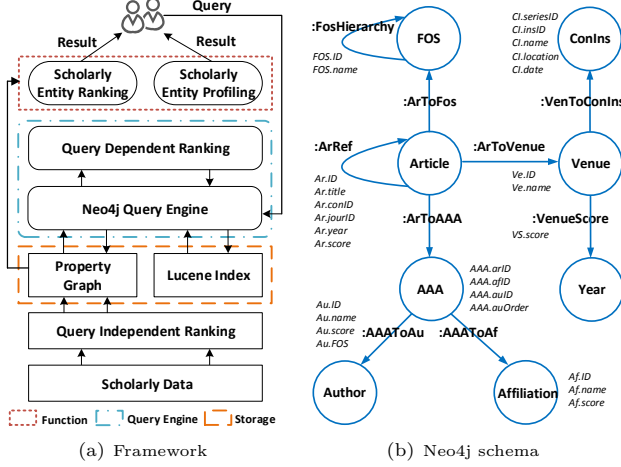 Query
Result
Result
Scholarly
Entity Ranking
Scholarly
Entity Profiling
Query Dependent Ranking
Neo4j Query Engine
Property
Graph
Lucene Index
Query Independent Ranking
Scholarly Data
Function
Query Engine
Storage
(a) Framework
:FosHierarchy
FOS
FOS.ID
FOS.name
ConIns
CI.seriesID
CI.insID
CI.name
CI.location
CI.date
:ArToFos
:VenToConIns
:ArRef
Article
:ArToVenue
Venue
Ar.ID
Ar.title
Ar.conID
Ar.jourID
Ar.year
Ar.score
Ve.ID
Ve.name
:ArToAAA
:VenueScore
VS.score
AAA
AAA.arID
AAA.afID
AAA.auID
AAA.auOrder
Year
Au.ID
Au.name
Au.score
Au.FOS
:AAAToAu
:AAAToAf
Author
Affiliation
Af.ID
Af.name
Af.score
(b) Neo4j schema